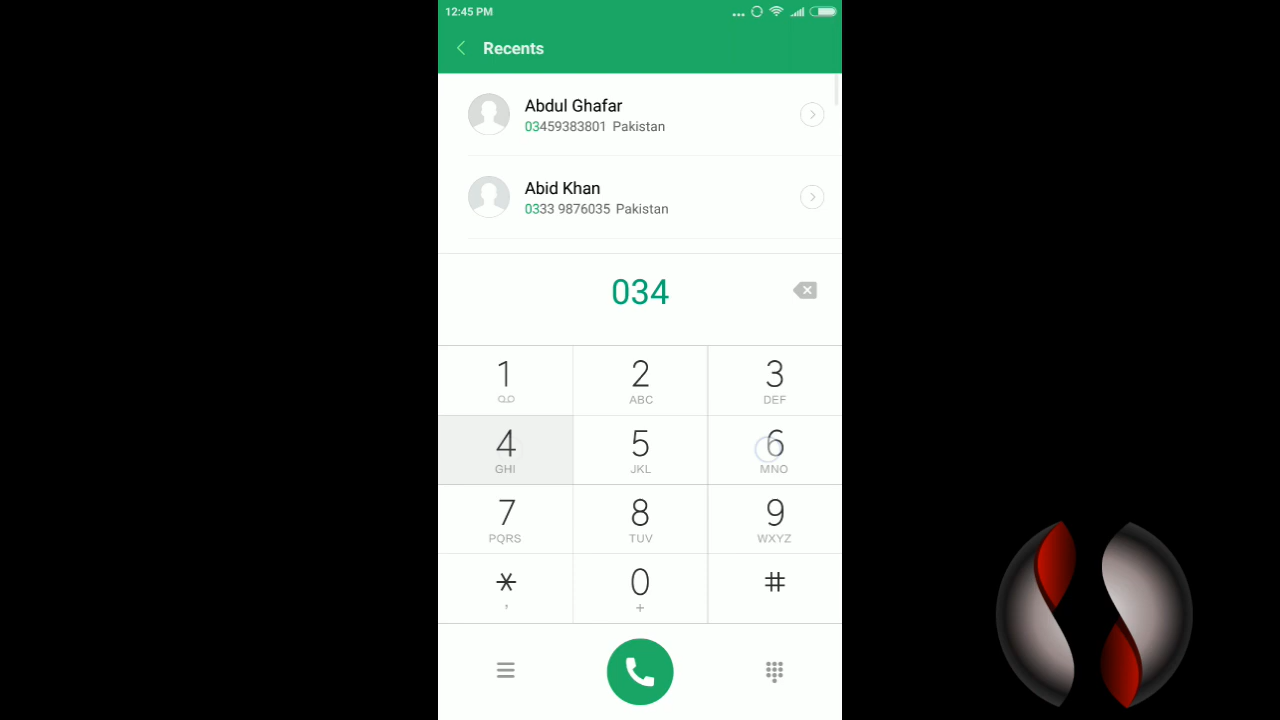 12:45 PM
Recents
Abdul Ghafar
03459383801 Pakistan
Abid Khan
0333 9876035 Pakistan
034
1 2 3
ABC DEF
4 5 6
GHI JKL MNO
7 8 9
PQRS TUV WXYZ
* 0 #
, +